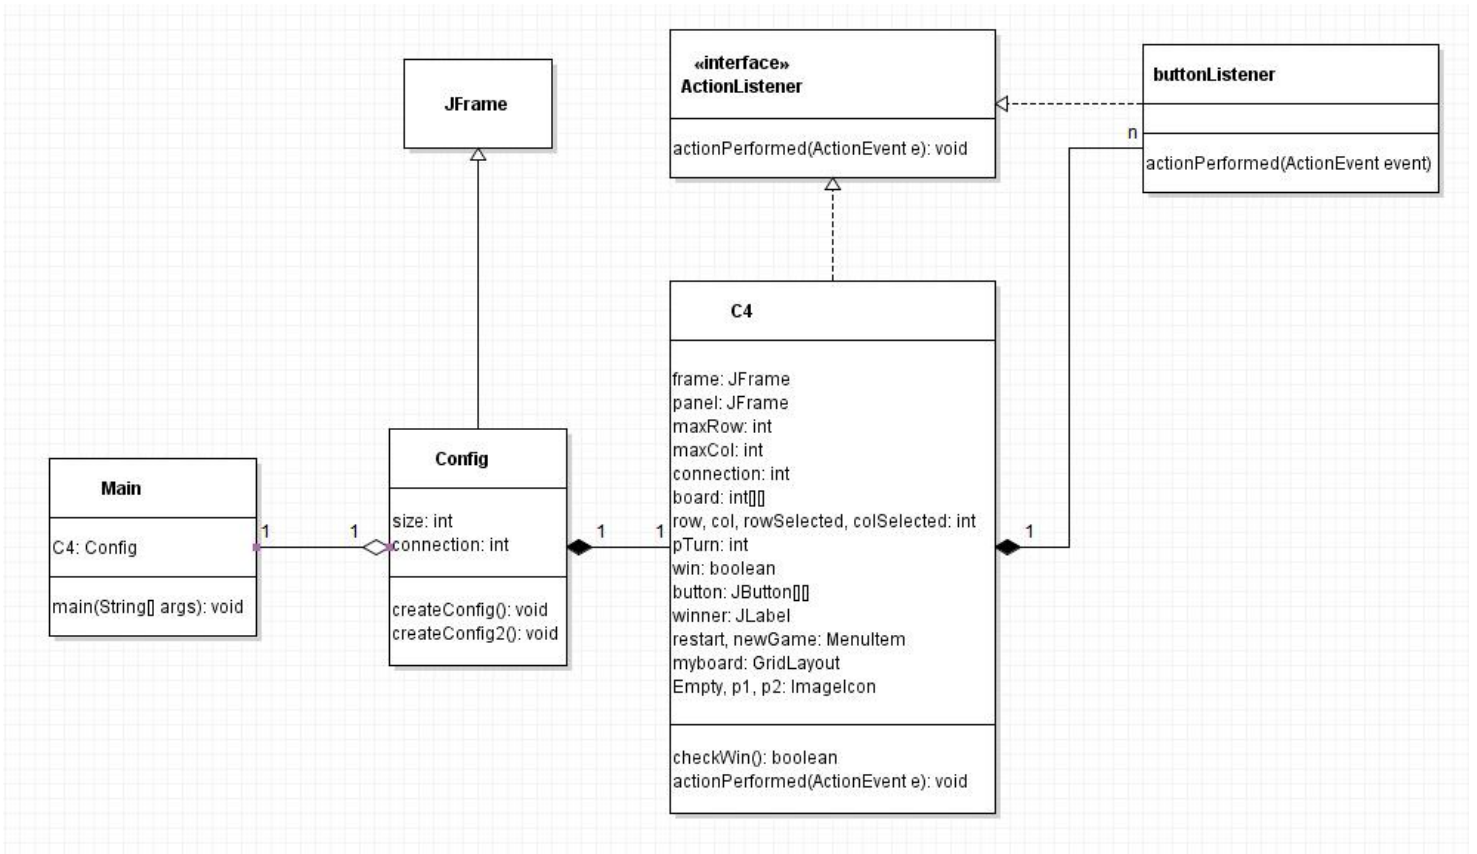 JFrame
«interface»
ActionListener
actionPerformed(ActionEvent e): void
buttonListener
n
actionPerformed(ActionEvent event)
Main
C4: Config
main(String[] args): void
1
1
Config
size: int
connection: int
createConfig(): void
createConfig2(): void
1
1
C4
frame: JFrame
panel: JFrame
maxRow: int
maxCol: int
connection: int
board: int[][]
row, col, rowSelected, colSelected: int
pTurn: int
win: boolean
button: JButton[][]
winner: JLabel
restart, newGame: MenuItem
myboard: GridLayout
Empty, p1, p2: ImageIcon
checkWin(): boolean
actionPerformed(ActionEvent e): void
1